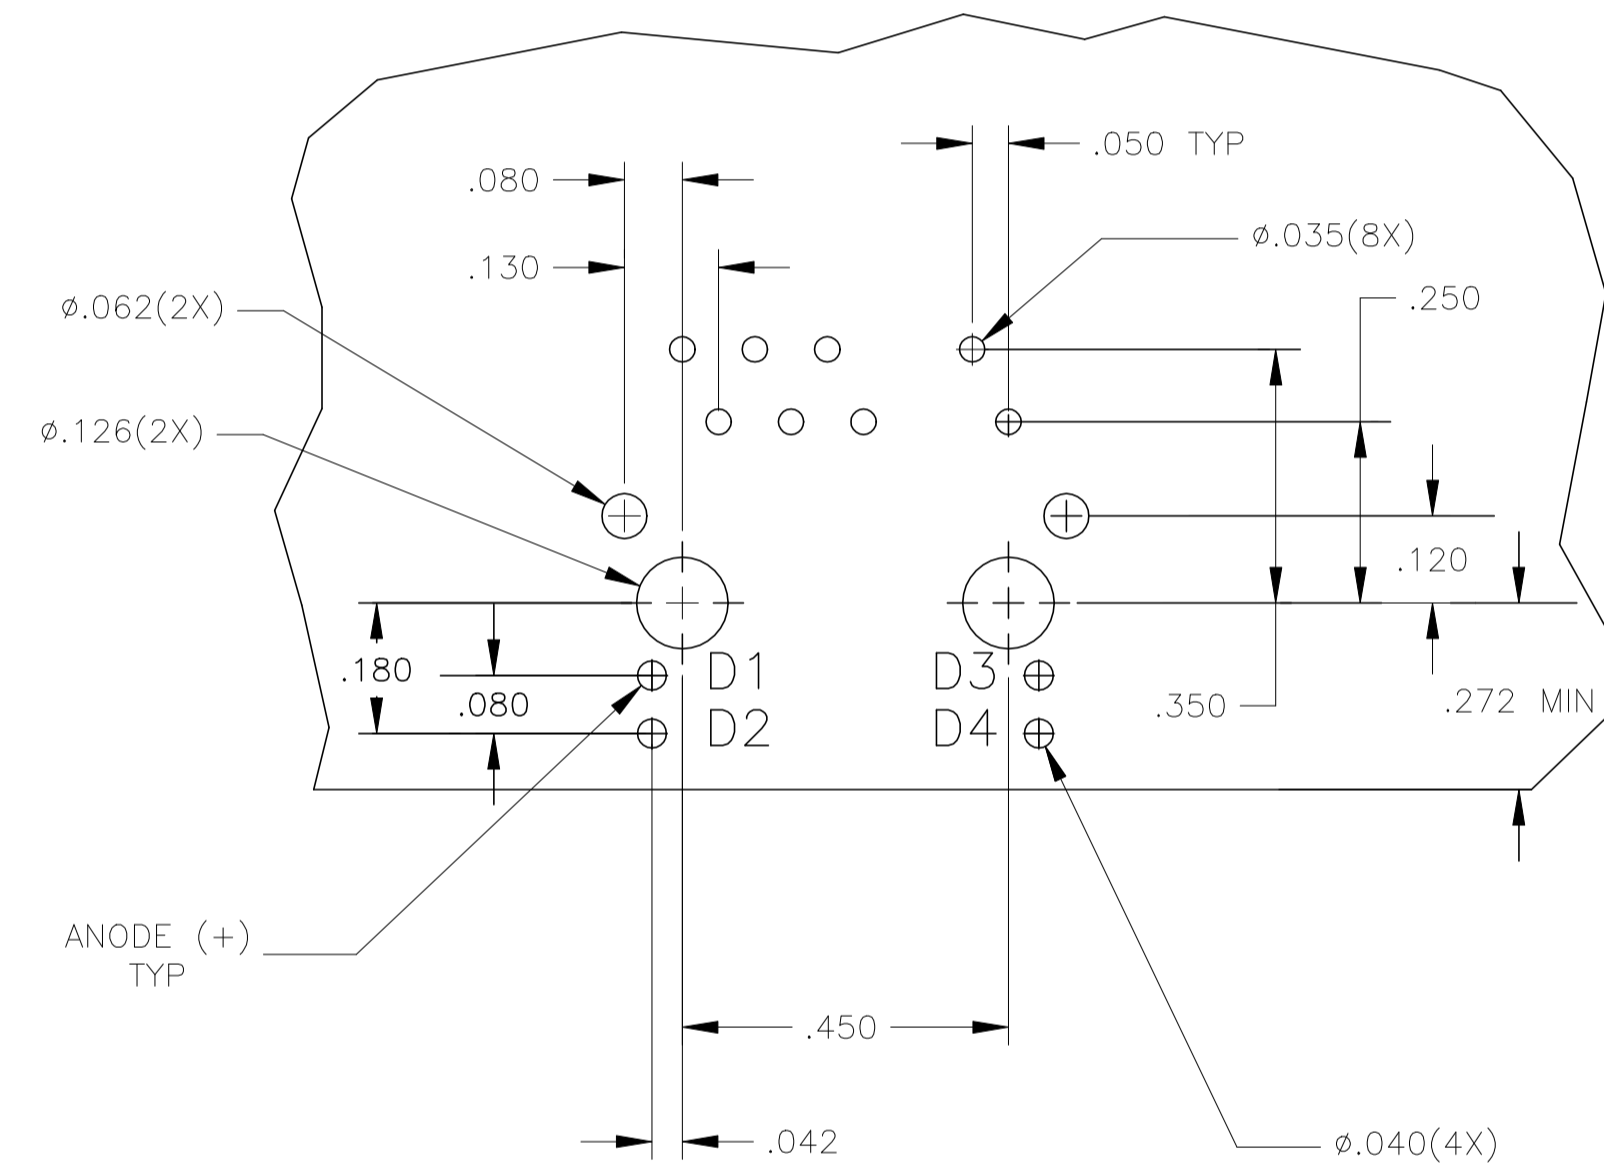 .050 TYP
.080
ø.035(8X)
.130
.250
ø.062(2X)
ø.126(2X)
.120
.180
D1
D3
.080
.350
.272 MIN
D2
D4
ANODE (+)
TYP
.450
.042
ø.040(4X)